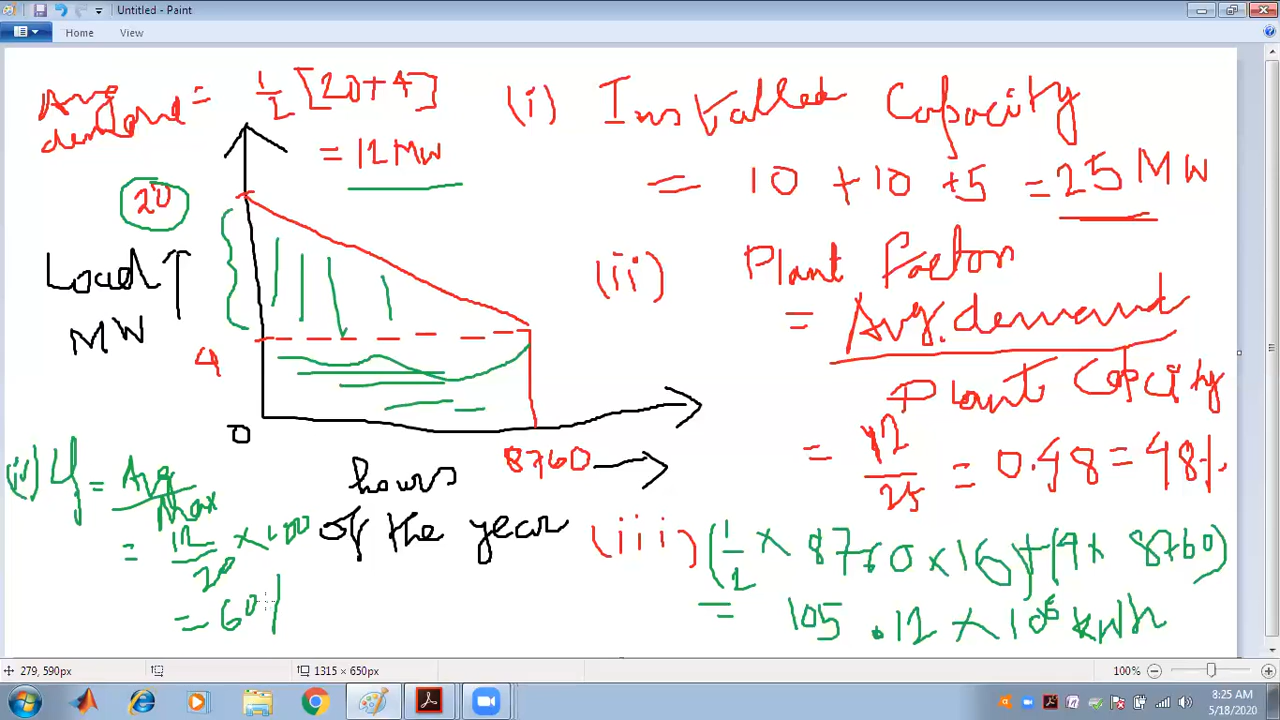 Untitled - Paint
Home View
Avg demand = 1/2 [20+4]
= 12 MW
20
Load ↑
MW
4
0
8760 →
hours
of the year
(i) Installed Capacity
= 10 + 10 + 5 = 25 MW
(ii) Plant Factor
= Avg. demand / Plant Capacity
= 12/25 = 0.48 = 48%
(iii) (1/2 × 8760 × 16) + (4 × 8760)
= 105.12 × 10⁶ kWh
(iv) Lf = Avg/Max
= 12/20 × 100
= 60%
279, 590px
1315 × 650px
100%
8:25 AM
5/18/2020